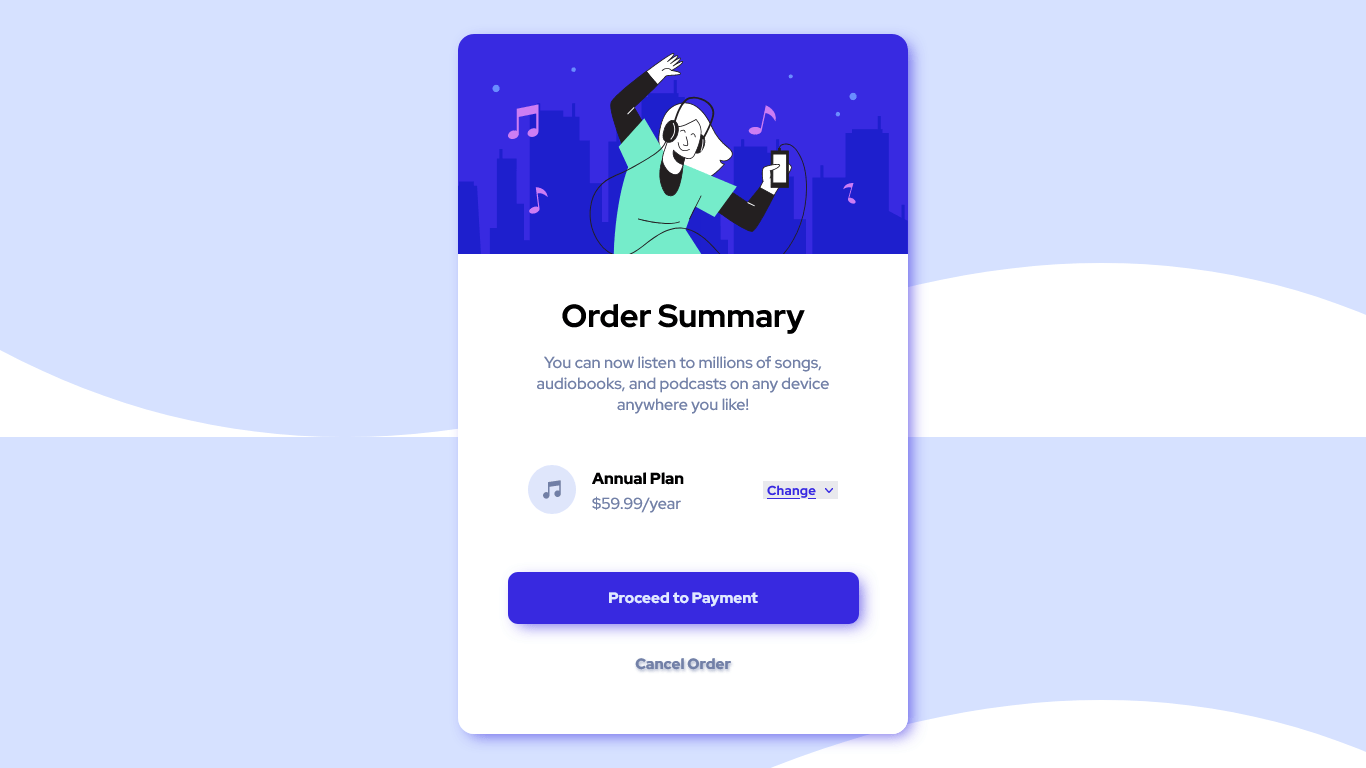 Order Summary
You can now listen to millions of songs,
audiobooks, and podcasts on any device
anywhere you like!
Annual Plan
$59.99/year
Change
Proceed to Payment
Cancel Order